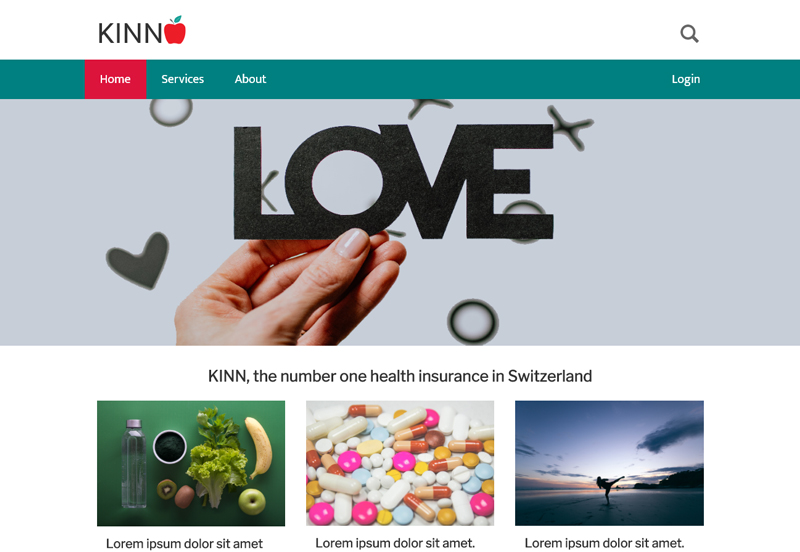 KINN
Home Services About Login
LOVE
KINN, the number one health insurance in Switzerland
Lorem ipsum dolor sit amet Lorem ipsum dolor sit amet. Lorem ipsum dolor sit amet.